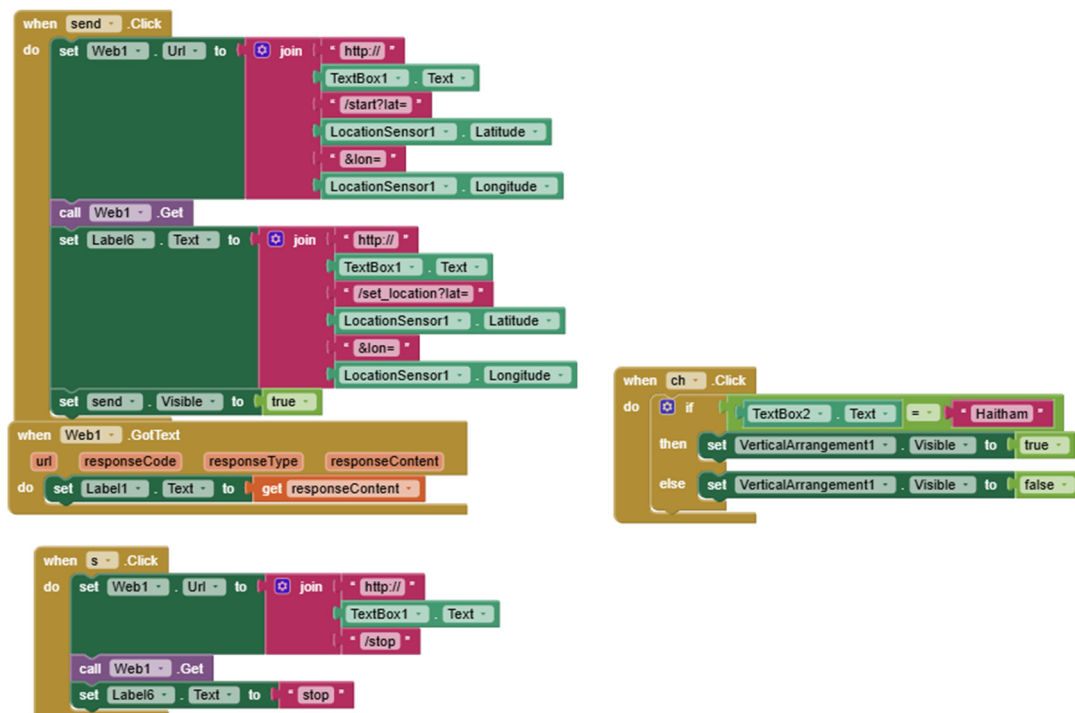 when send .Click
do set Web1 . Url to join " http:// "
TextBox1 . Text
" /start?lat= "
LocationSensor1 . Latitude
" &lon= "
LocationSensor1 . Longitude
call Web1 .Get
set Label6 . Text to join " http:// "
TextBox1 . Text
" /set_location?lat= "
LocationSensor1 . Latitude
" &lon= "
LocationSensor1 . Longitude
set send . Visible to true
when Web1 .GotText
url responseCode responseType responseContent
do set Label1 . Text to get responseContent
when s .Click
do set Web1 . Url to join " http:// "
TextBox1 . Text
" /stop "
call Web1 .Get
set Label6 . Text to " stop "
when ch .Click
do if TextBox2 . Text = " Haitham "
then set VerticalArrangement1 . Visible to true
else set VerticalArrangement1 . Visible to false